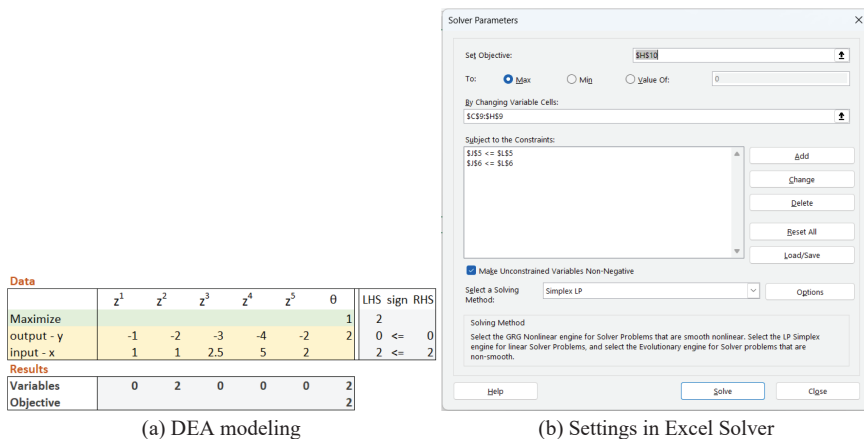 Data
z1 z2 z3 z4 z5 θ LHS sign RHS
Maximize 1 2
output - y -1 -2 -3 -4 -2 2 0 <= 0
input - x 1 1 2.5 5 2 2 <= 2
Results
Variables 0 2 0 0 0 2
Objective 2
(a) DEA modeling
Solver Parameters
Set Objective: $H$10
To: Max Min Value Of: 0
By Changing Variable Cells:
$C$9:$H$9
Subject to the Constraints:
$J$5 <= $L$5
$J$6 <= $L$6
Add
Change
Delete
Reset All
Load/Save
Make Unconstrained Variables Non-Negative
Select a Solving Method: Simplex LP Options
Solving Method
Select the GRG Nonlinear engine for Solver Problems that are smooth nonlinear. Select the LP Simplex
engine for linear Solver Problems, and select the Evolutionary engine for Solver problems that are
non-smooth.
Help Solve Close
(b) Settings in Excel Solver